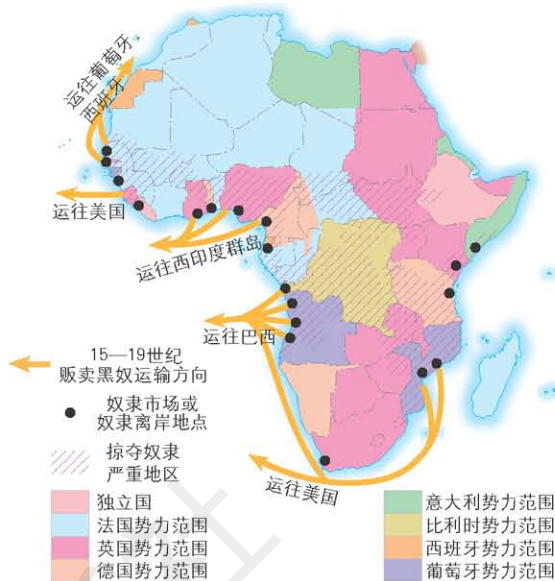 运往葡萄牙
西班牙
运往美国
运往西印度群岛
运往巴西
15—19世纪
贩卖黑奴运输方向
奴隶市场或
奴隶离岸地点
掠夺奴隶
严重地区
运往美国
独立国
法国势力范围
英国势力范围
德国势力范围
意大利势力范围
比利时势力范围
西班牙势力范围
葡萄牙势力范围